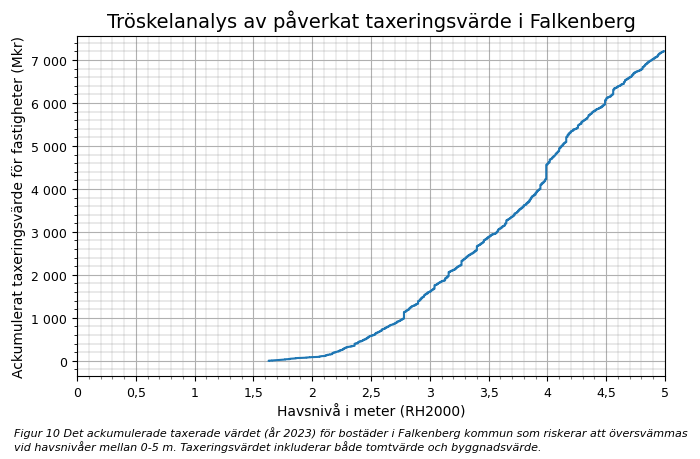 Tröskelanalys av påverkat taxeringsvärde i Falkenberg
Ackumulerat taxeringsvärde för fastigheter (Mkr)
7 000
6 000
5 000
4 000
3 000
2 000
1 000
0
0 0,5 1 1,5 2 2,5 3 3,5 4 4,5 5
Havsnivå i meter (RH2000)
Figur 10 Det ackumulerade taxerade värdet (år 2023) för bostäder i Falkenberg kommun som riskerar att översvämmas
vid havsnivåer mellan 0-5 m. Taxeringsvärdet inkluderar både tomtvärde och byggnadsvärde.